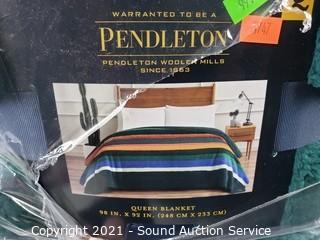 WARRANTED TO BE A
PENDLETON
PENDLETON WOOLEN MILLS
SINCE 1863
QUEEN BLANKET
98 IN. X 92 IN. (248 CM X 233 CM)
Copyright 2021 - Sound Auction Service